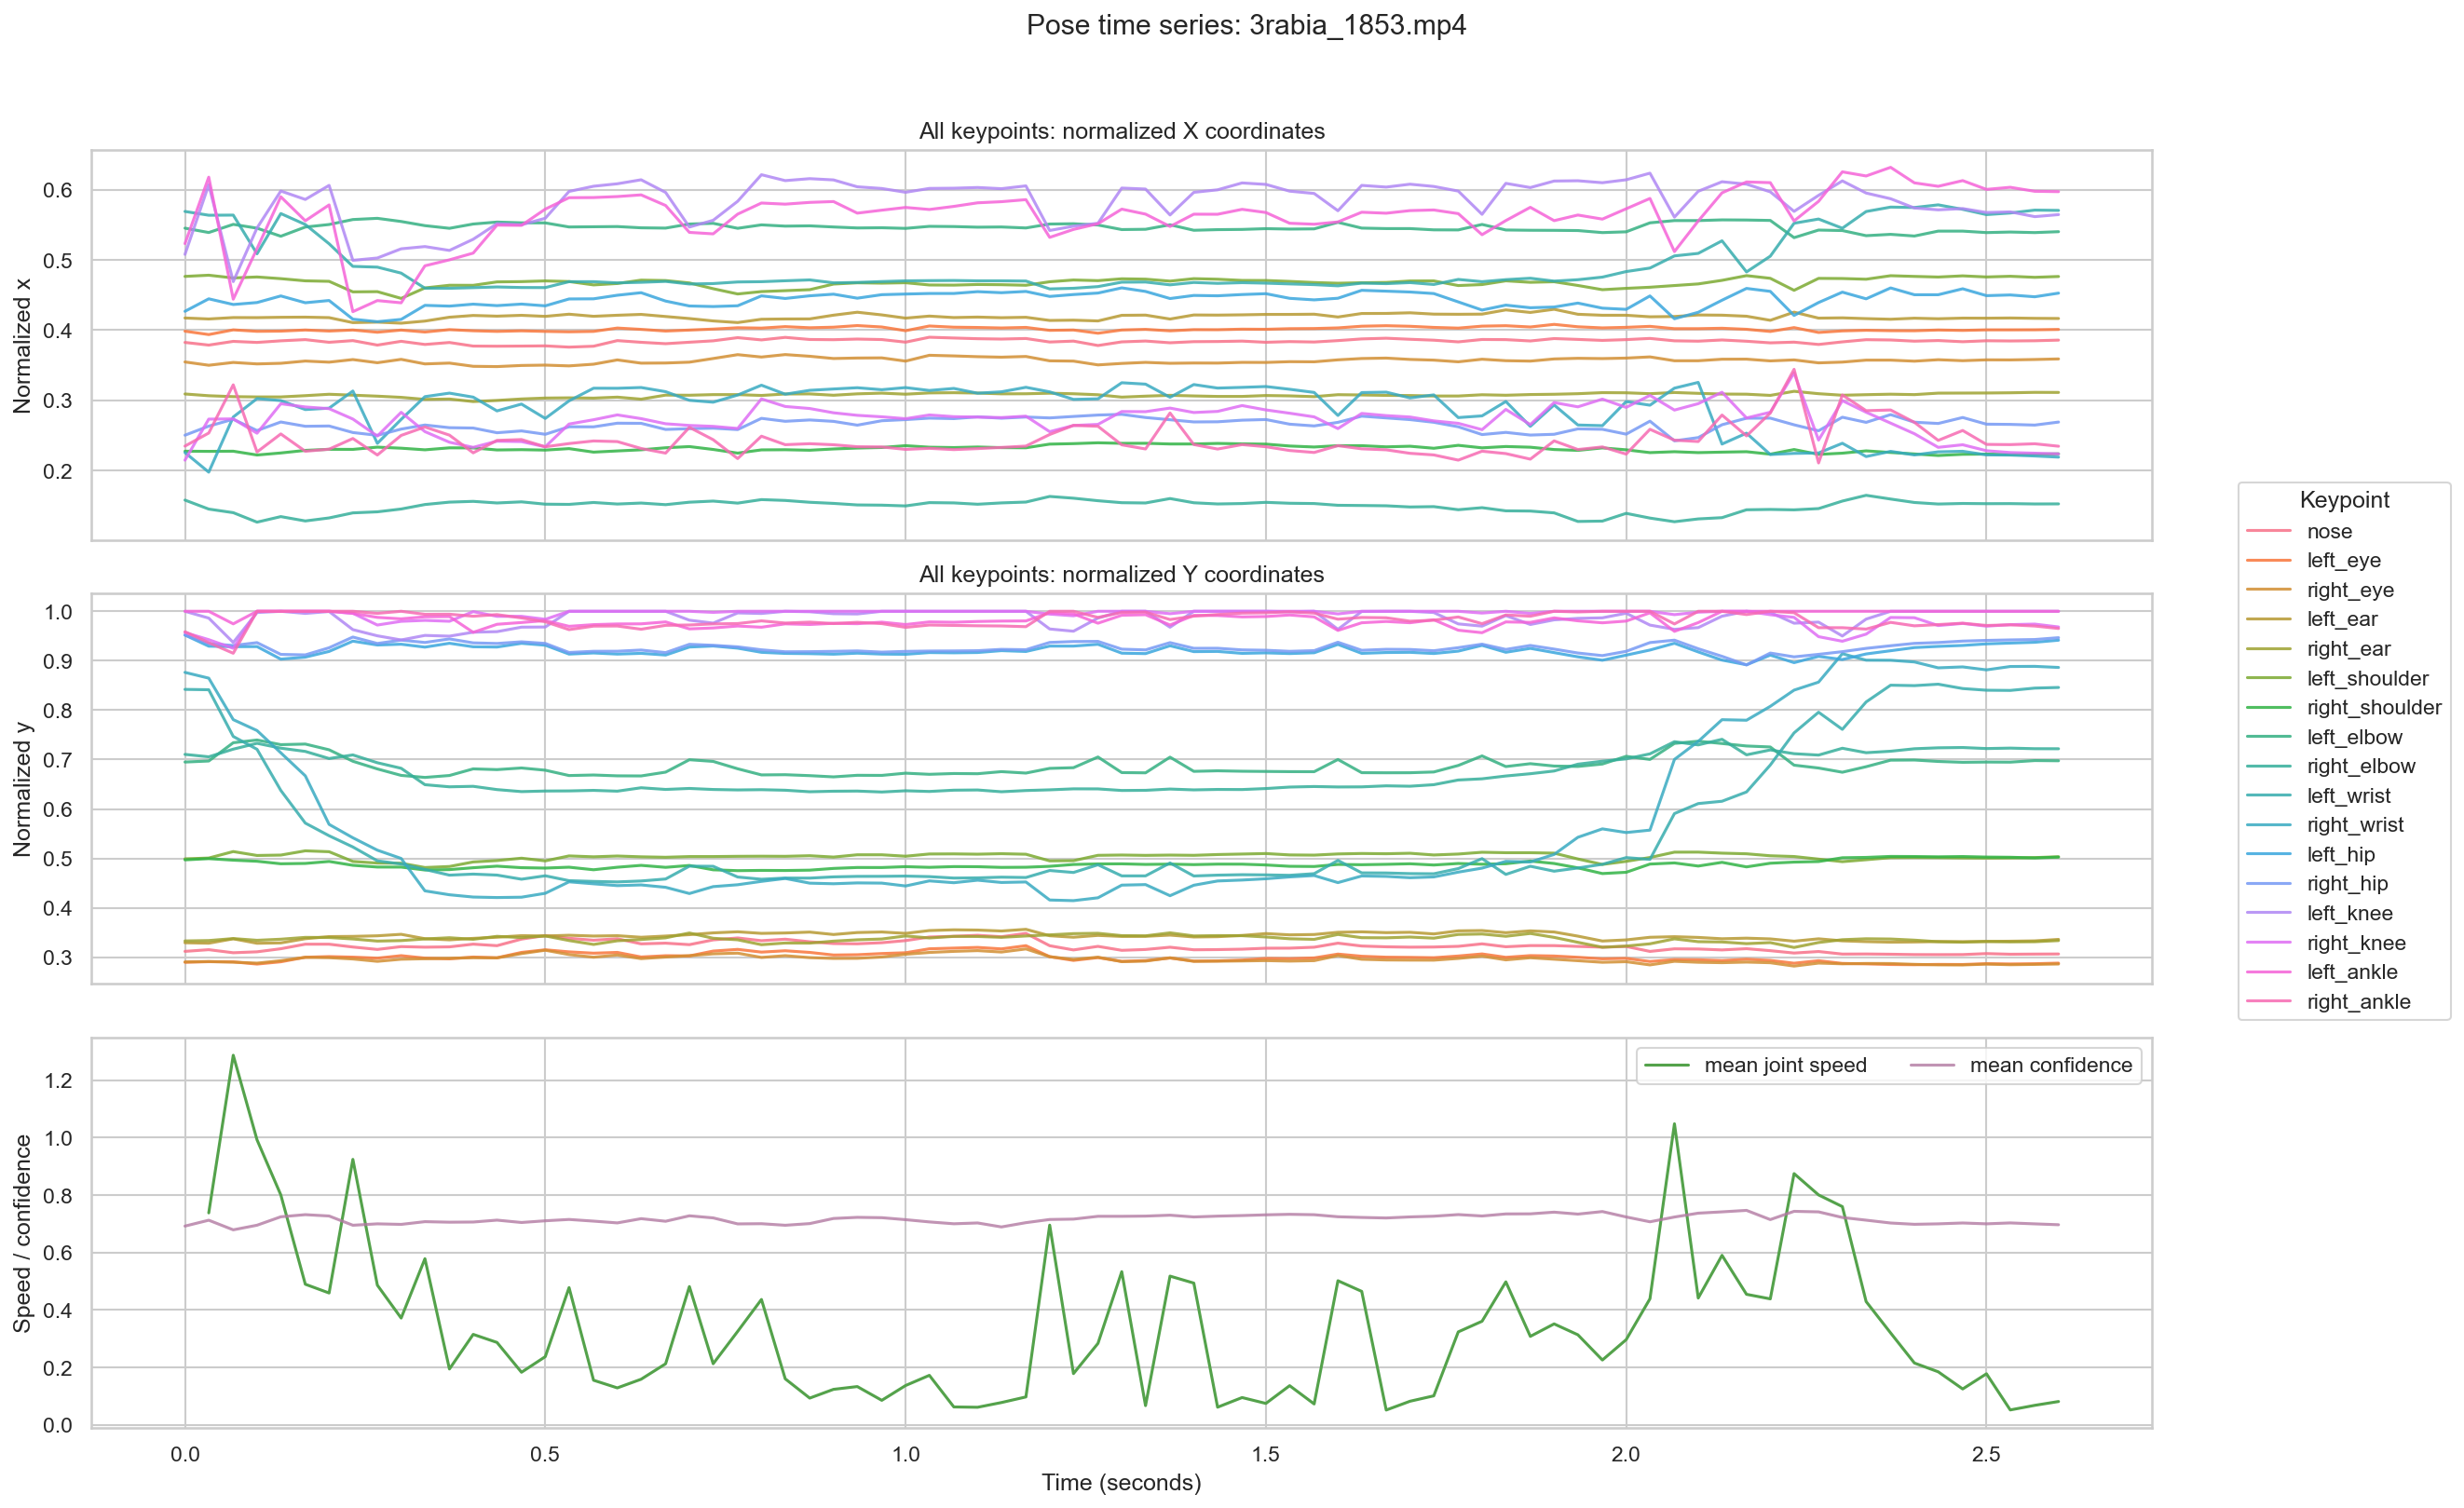 Pose time series: 3rabia_1853.mp4
All keypoints: normalized X coordinates
Normalized x
0.6
0.5
0.4
0.3
0.2
All keypoints: normalized Y coordinates
Normalized y
1.0
0.9
0.8
0.7
0.6
0.5
0.4
0.3
Keypoint
nose
left_eye
right_eye
left_ear
right_ear
left_shoulder
right_shoulder
left_elbow
right_elbow
left_wrist
right_wrist
left_hip
right_hip
left_knee
right_knee
left_ankle
right_ankle
Speed / confidence
1.2
1.0
0.8
0.6
0.4
0.2
0.0
mean joint speed
mean confidence
0.0 0.5 1.0 1.5 2.0 2.5
Time (seconds)